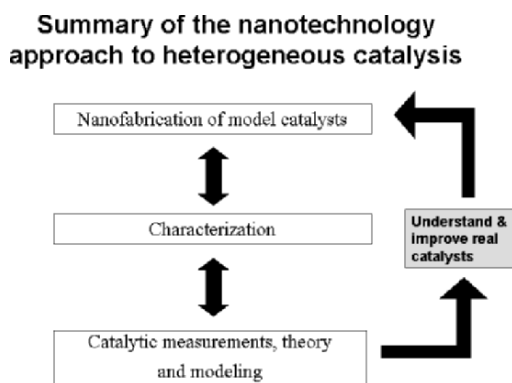 Summary of the nanotechnology
approach to heterogeneous catalysis
Nanofabrication of model catalysts
Characterization
Understand &
improve real
catalysts
Catalytic measurements, theory
and modeling